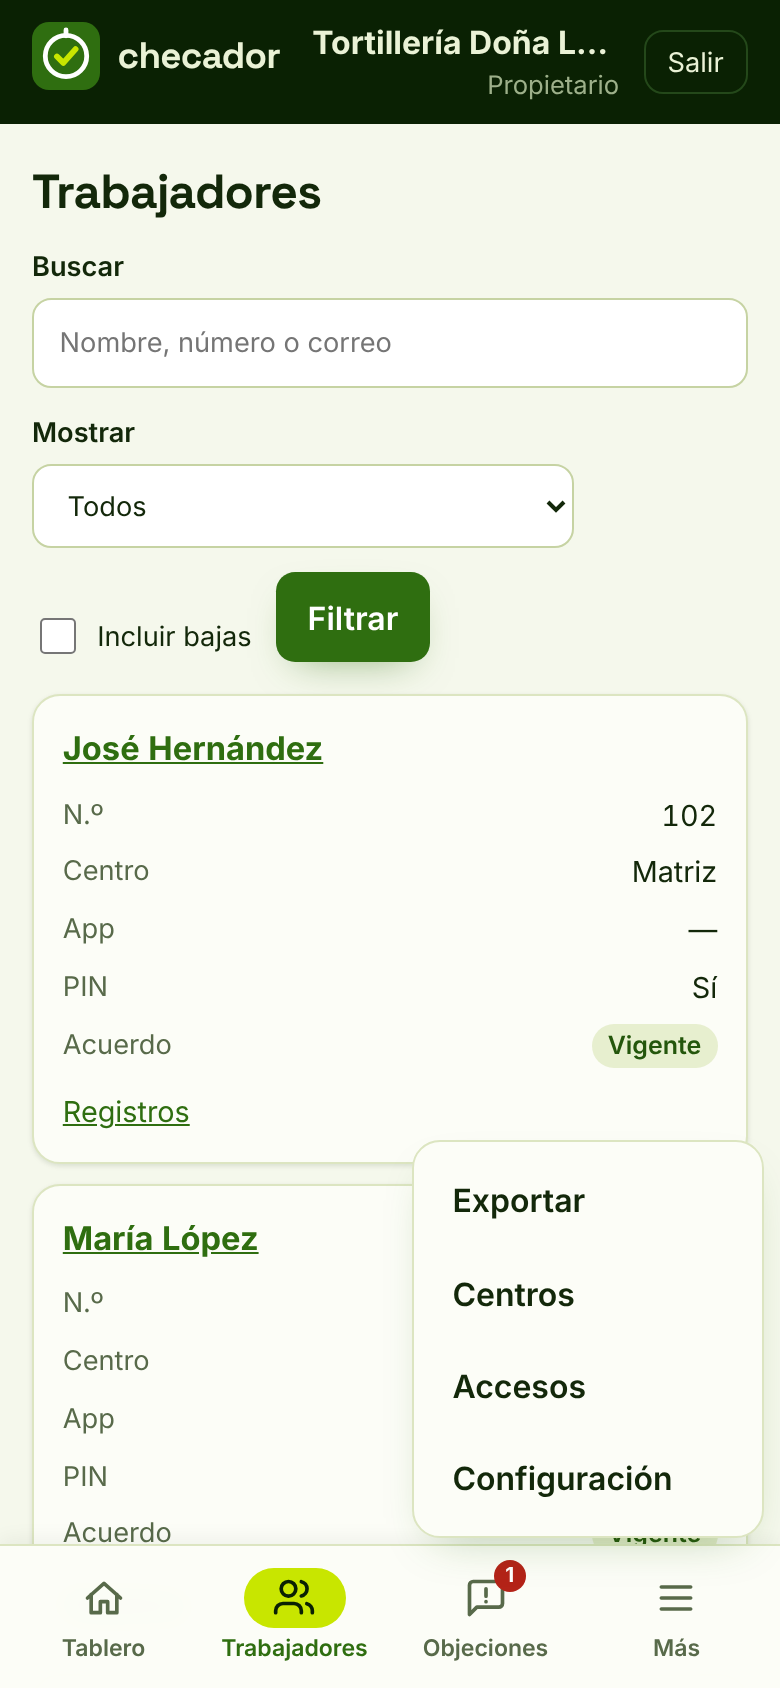 checador
Tortillería Doña L...
Propietario
Salir
Trabajadores
Buscar
Nombre, número o correo
Mostrar
Todos
Incluir bajas
Filtrar
José Hernández
N.º 102
Centro Matriz
App —
PIN Sí
Acuerdo Vigente
Registros
María López
N.º
Centro
App
PIN
Acuerdo Vigente
Exportar
Centros
Accesos
Configuración
Tablero
Trabajadores
1
Objeciones
Más